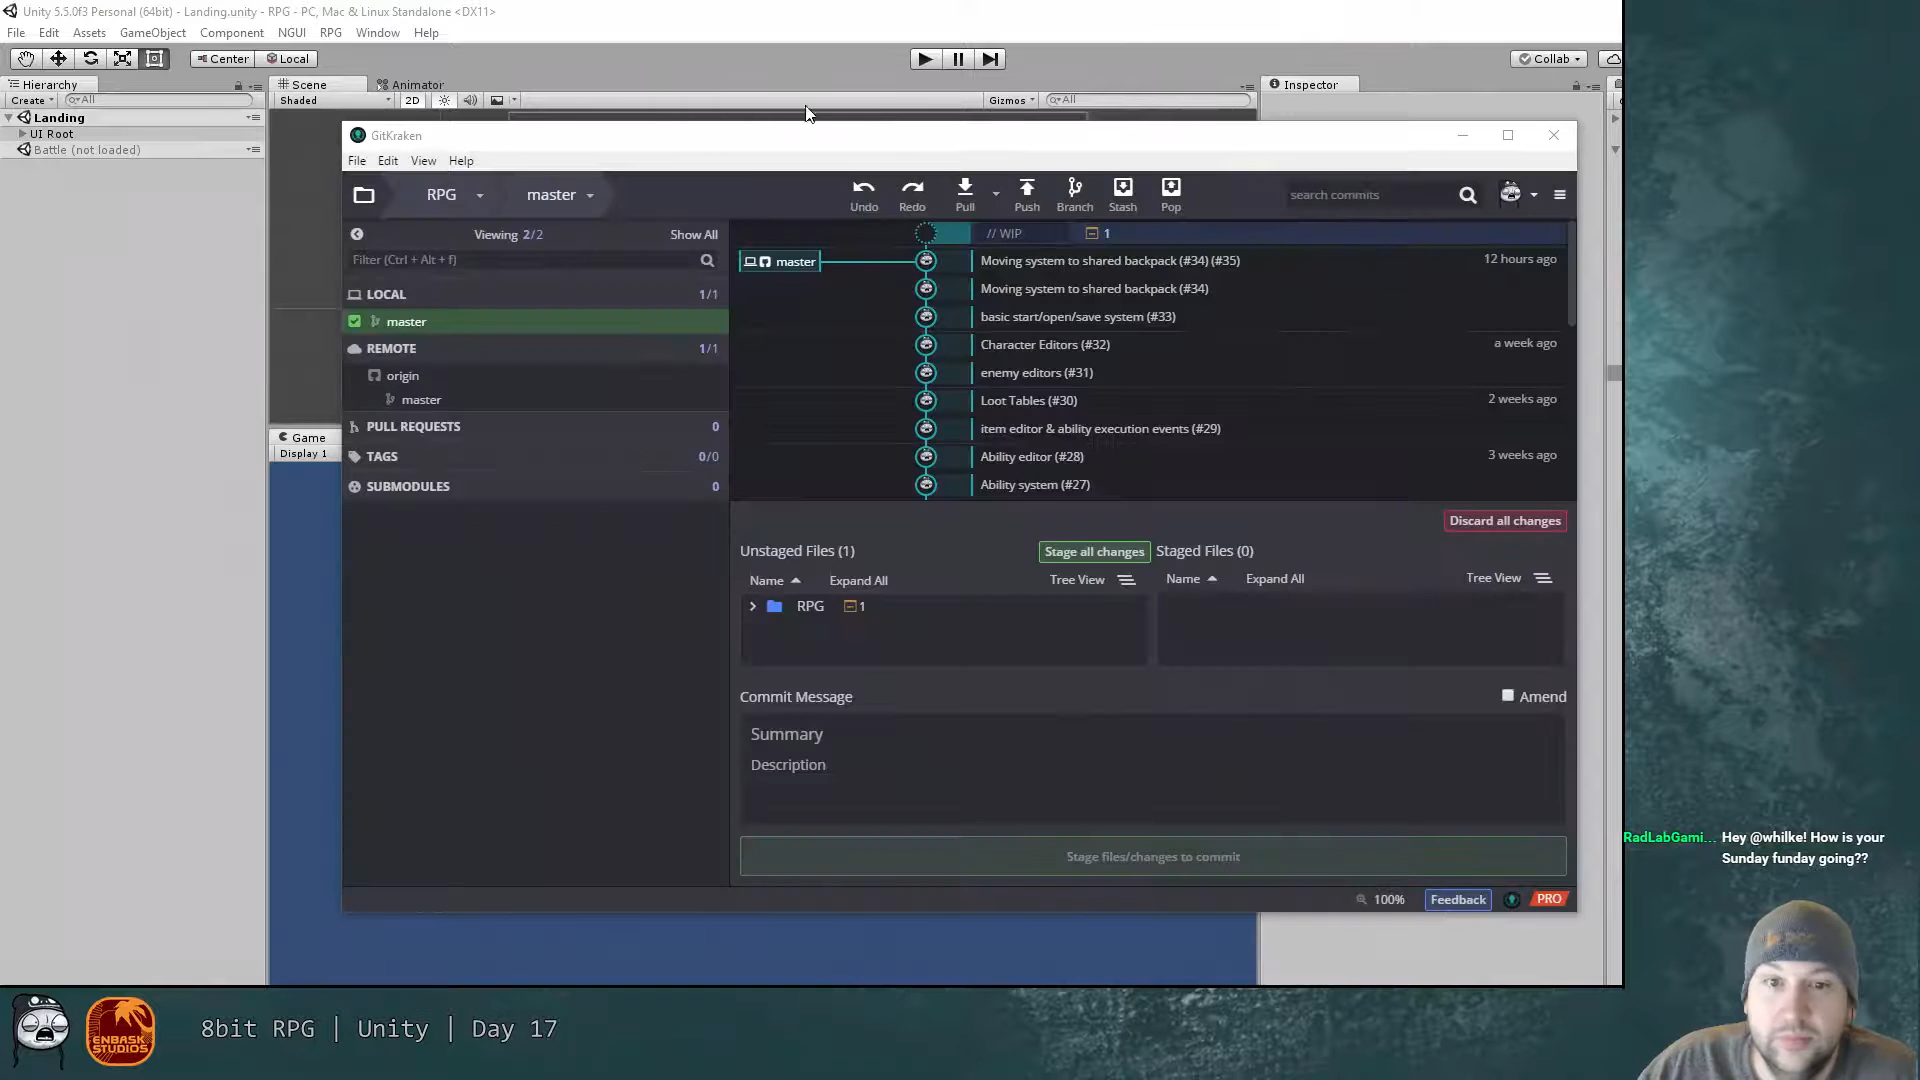 Unity 5.5.0f3 Personal (64bit) - Landing.unity - RPG - PC, Mac & Linux Standalone <DX11>
File Edit Assets GameObject Component NGUI RPG Window Help
Center Local Collab
Hierarchy Scene Animator Inspector
Create All Shaded 2D Gizmos All
Landing
UI Root
Battle (not loaded)
Game
Display 1
GitKraken
File Edit View Help
RPG master Undo Redo Pull Push Branch Stash Pop search commits
Viewing 2/2 Show All
Filter (Ctrl + Alt + f)
LOCAL 1/1
master
REMOTE 1/1
origin
master
PULL REQUESTS 0
TAGS 0/0
SUBMODULES 0
// WIP 1
master Moving system to shared backpack (#34) (#35) 12 hours ago
Moving system to shared backpack (#34)
basic start/open/save system (#33)
Character Editors (#32) a week ago
enemy editors (#31)
Loot Tables (#30) 2 weeks ago
item editor & ability execution events (#29)
Ability editor (#28) 3 weeks ago
Ability system (#27)
Discard all changes
Unstaged Files (1) Stage all changes Staged Files (0)
Name Expand All Tree View Name Expand All Tree View
RPG 1
Commit Message Amend
Summary
Description
Stage files/changes to commit
100% Feedback PRO
RadLabGami... Hey @whilke! How is your
Sunday funday going??
8bit RPG | Unity | Day 17
ENBASK
STUDIOS